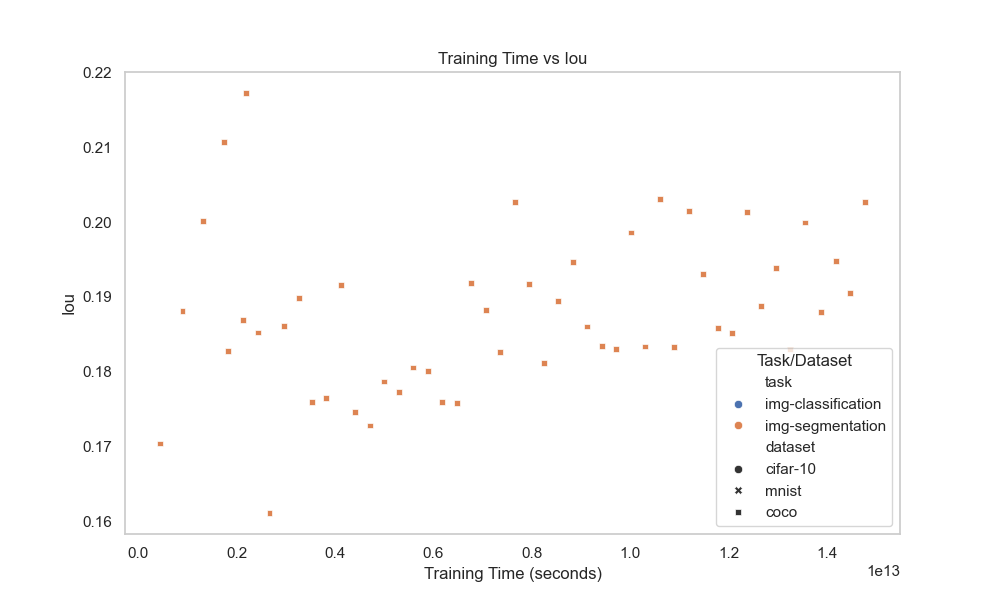 Training Time vs Iou
0.22
0.21
0.20
0.19
0.18
0.17
0.16
Iou
0.0 0.2 0.4 0.6 0.8 1.0 1.2 1.4
1e13
Training Time (seconds)
Task/Dataset
task
img-classification
img-segmentation
dataset
cifar-10
mnist
coco